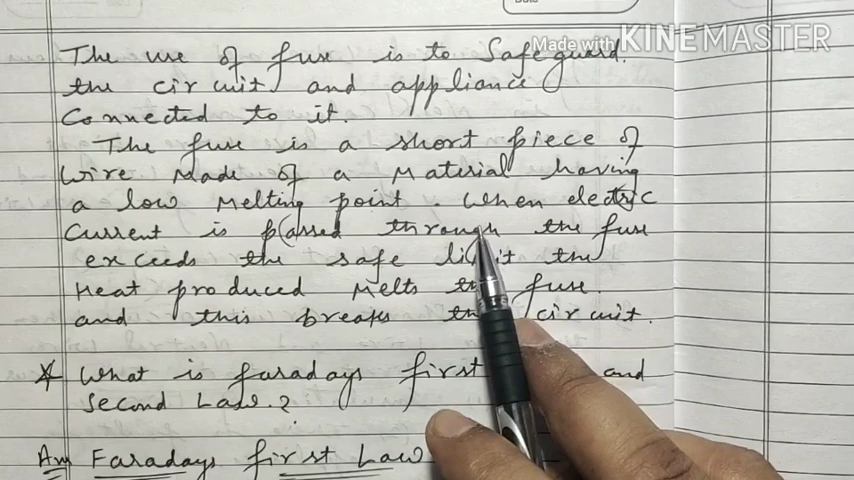 Made with KINEMASTER
The use of fuse is to Safeguard.
the circuit and appliance
Connected to it.
The fuse is a short piece of
Wire Made of a Material having
a low Melting point. When electric
Current is passed through the fuse
exceeds the safe limit the
Heat produced Melts the fuse.
and this breaks the circuit.
* What is faradays first and
Second Law.?
Ans Faradays first Law